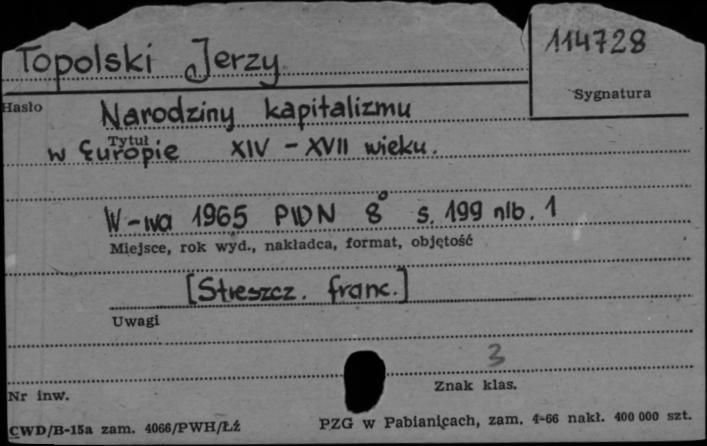 Topolski Jerzy
114728
Sygnatura
Hasło
Narodziny kapitalizmu
Tytuł
w Europie XIV – XVII wieku.
W-wa 1965 PWN 8° s. 199 nlb. 1
Miejsce, rok wyd., nakładca, format, objętość
[Streszcz. franc.]
Uwagi
3
Znak klas.
Nr inw.
CWD/B-15a zam. 4066/PWH/Łź
PZG w Pabianicach, zam. 4-66 nakł. 400 000 szt.